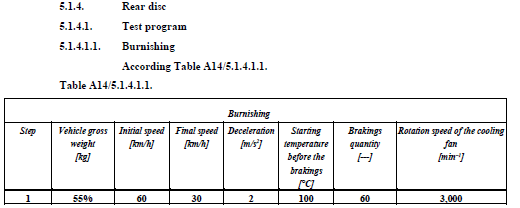 5.1.4. Rear disc
5.1.4.1. Test program
5.1.4.1.1. Burnishing
According Table A14/5.1.4.1.1.
Table A14/5.1.4.1.1.
Burnishing
Step Vehicle gross Initial speed Final speed Deceleration Starting Brakings Rotation speed of the cooling
weight [km/h] [km/h] [m/s²] temperature quantity fan
[kg] before the [---] [min⁻¹]
brakings
[°C]
1 55% 60 30 2 100 60 3,000